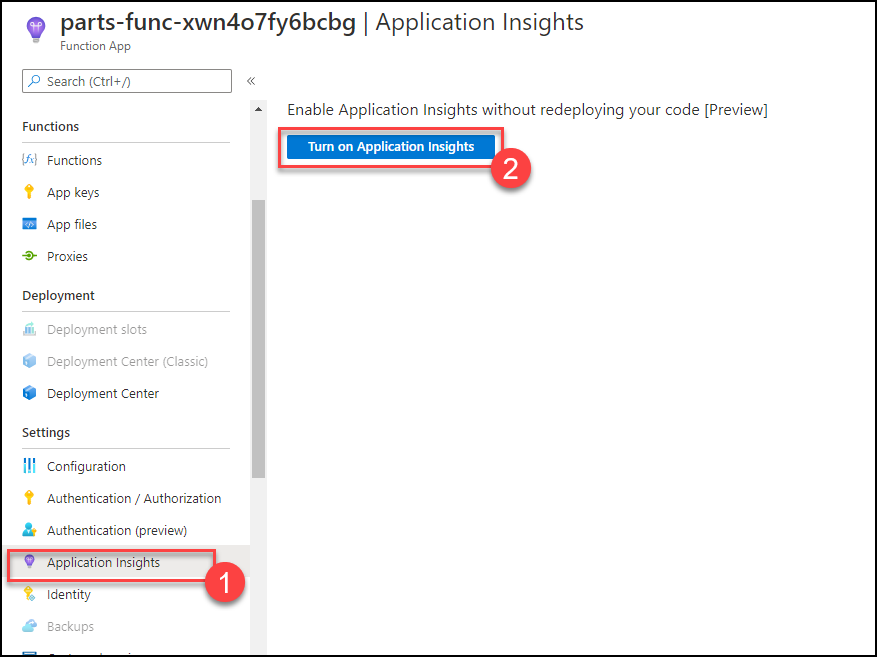 parts-func-xwn4o7fy6bcbg | Application Insights
Function App
Search (Ctrl+/)
«
Enable Application Insights without redeploying your code [Preview]
Turn on Application Insights
2
Functions
Functions
App keys
App files
Proxies
Deployment
Deployment slots
Deployment Center (Classic)
Deployment Center
Settings
Configuration
Authentication / Authorization
Authentication (preview)
Application Insights
1
Identity
Backups